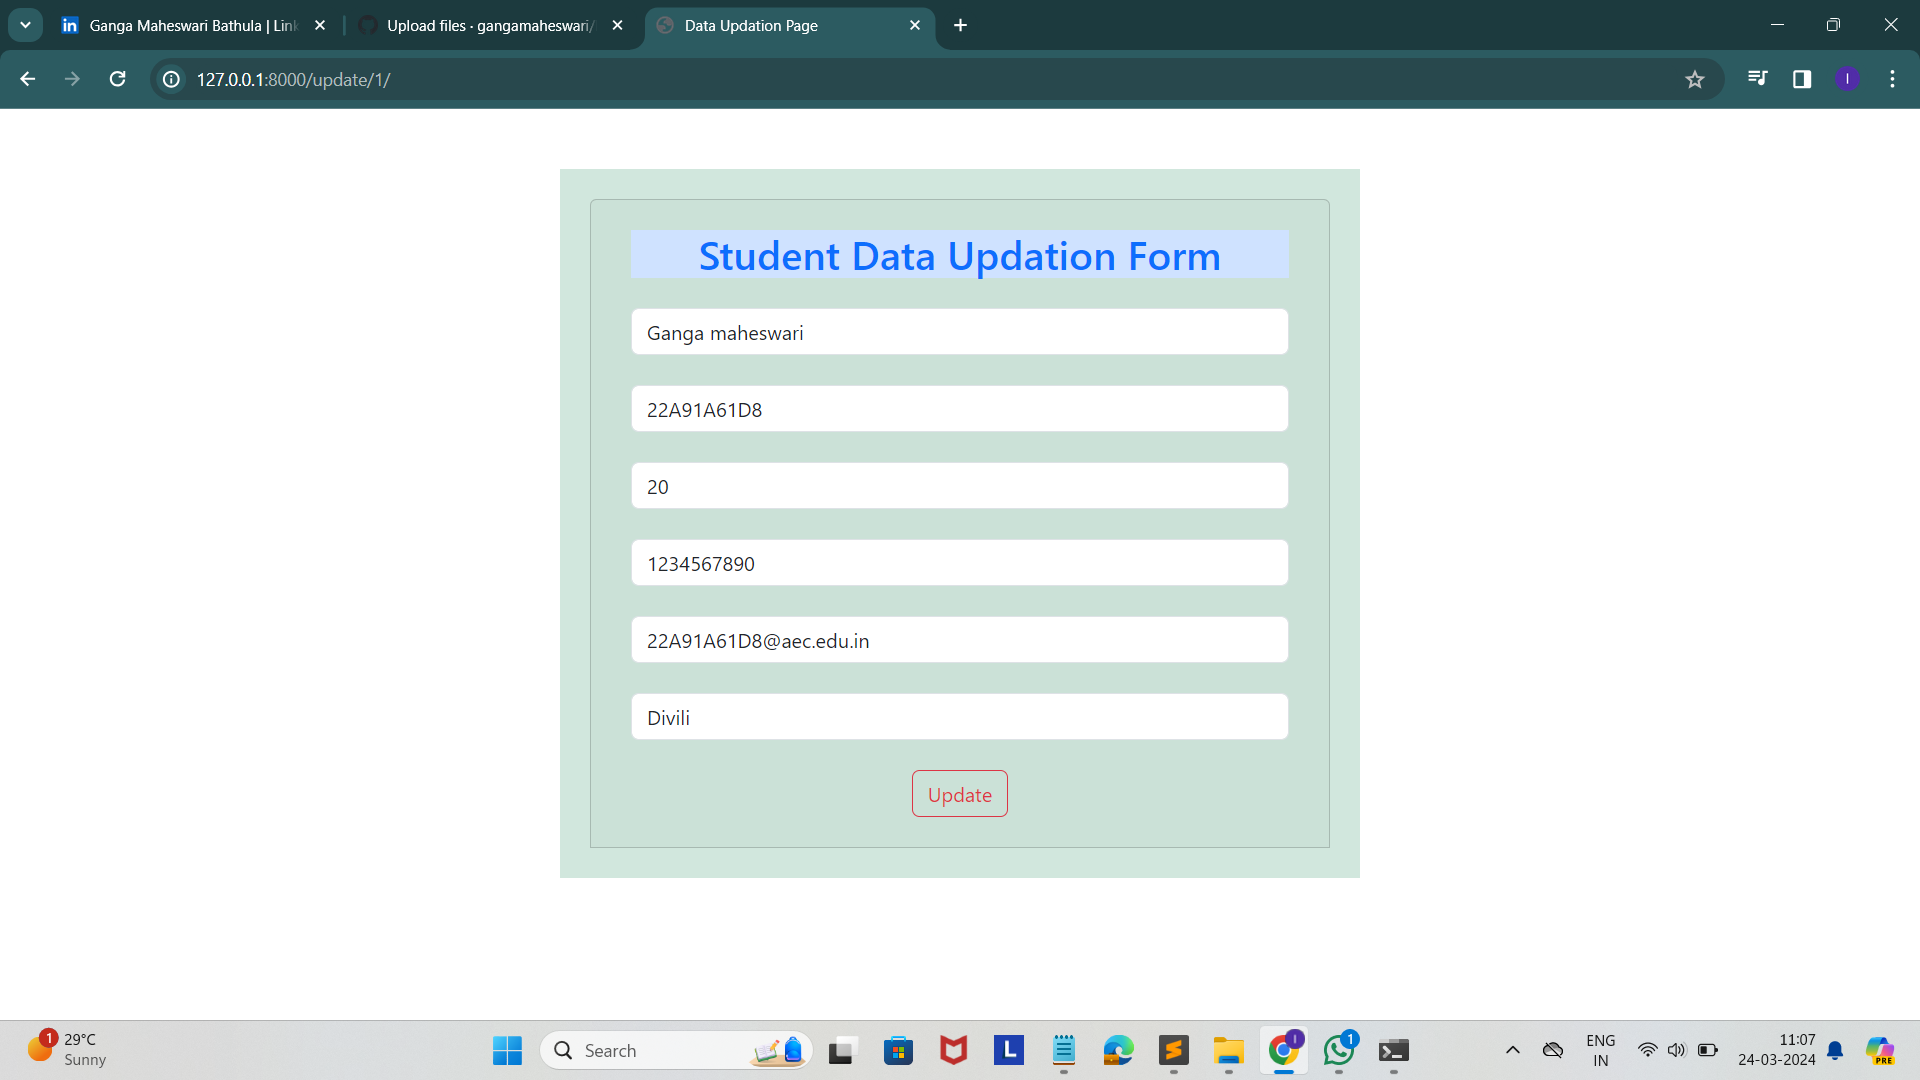 Ganga Maheswari Bathula | Link
Upload files · gangamaheswari/
Data Updation Page
127.0.0.1:8000/update/1/
I
Student Data Updation Form
Ganga maheswari
22A91A61D8
20
1234567890
22A91A61D8@aec.edu.in
Divili
Update
1
29°C
Sunny
Search
L
I
1
ENG
IN
11:07
24-03-2024
PRE